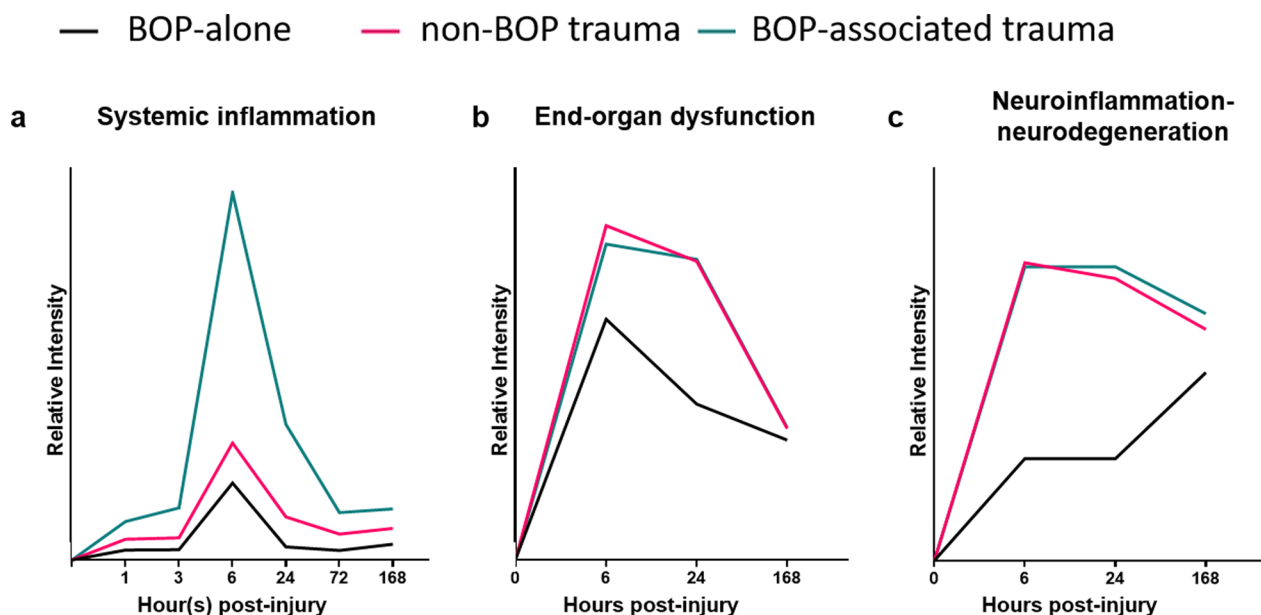 BOP-alone non-BOP trauma BOP-associated trauma
a Systemic inflammation
Relative Intensity
1 3 6 24 72 168
Hour(s) post-injury
b End-organ dysfunction
Relative Intensity
0 6 24 168
Hours post-injury
c Neuroinflammation-
neurodegeneration
Relative Intensity
0 6 24 168
Hours post-injury